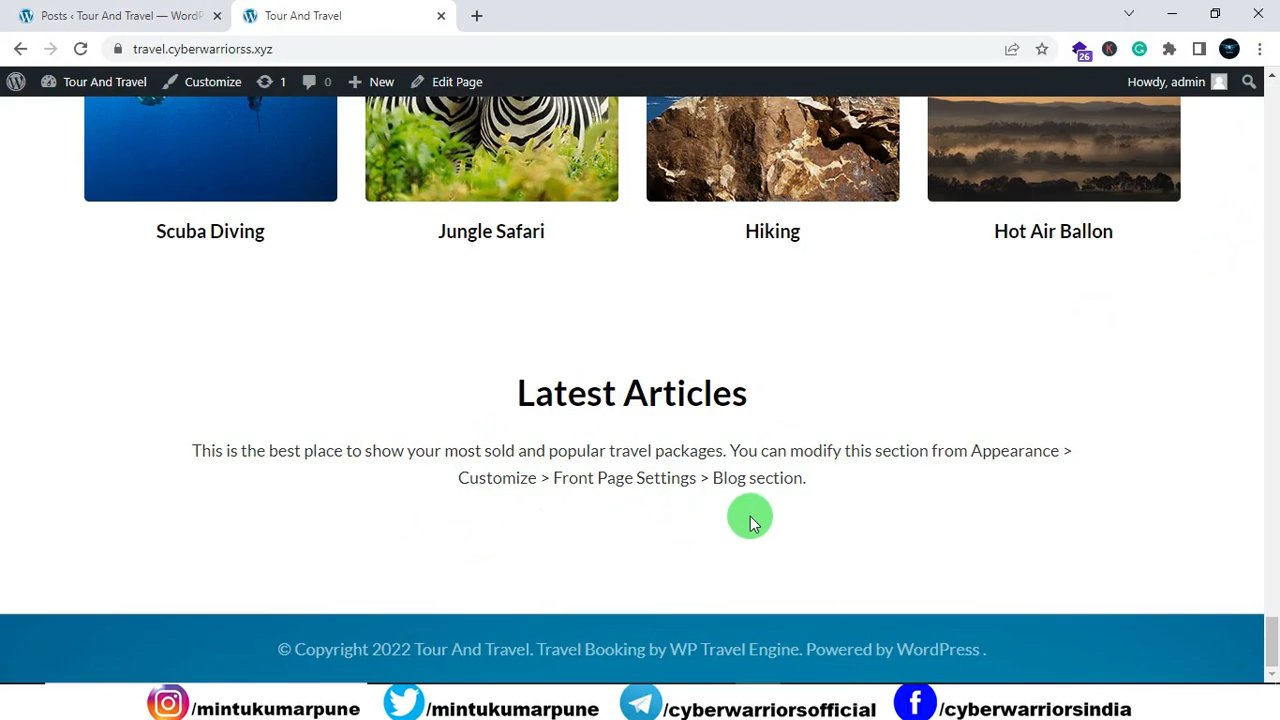 Posts ‹ Tour And Travel — WordP
Tour And Travel
travel.cyberwarriorss.xyz
26
K
G
Tour And Travel
Customize
1
0
New
Edit Page
Howdy, admin
Scuba Diving
Jungle Safari
Hiking
Hot Air Ballon
Latest Articles
This is the best place to show your most sold and popular travel packages. You can modify this section from Appearance >
Customize > Front Page Settings > Blog section.
© Copyright 2022 Tour And Travel. Travel Booking by WP Travel Engine. Powered by WordPress .
/mintukumarpune
/mintukumarpune
/cyberwarriorsofficial
/cyberwarriorsindia